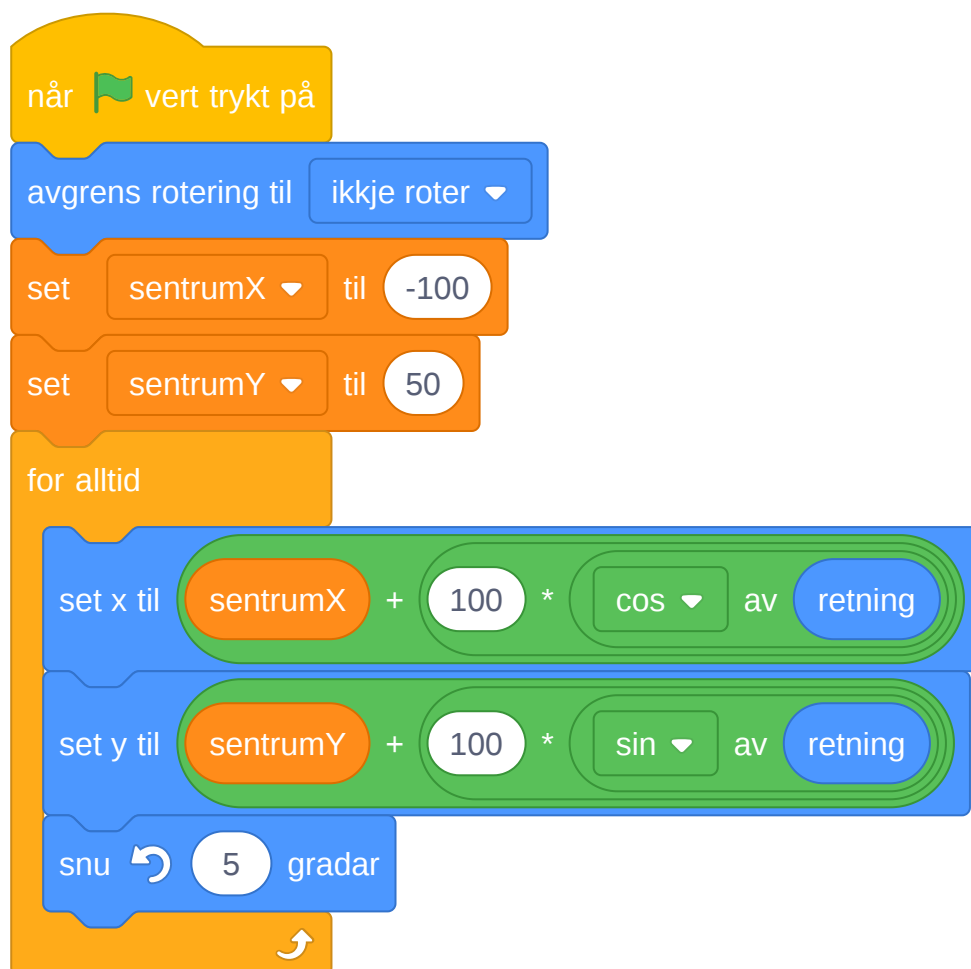 når vert trykt på
avgrens rotering til ikkje roter
set sentrumX til -100
set sentrumY til 50
for alltid
set x til sentrumX + 100 * cos av retning
set y til sentrumY + 100 * sin av retning
snu 5 gradar